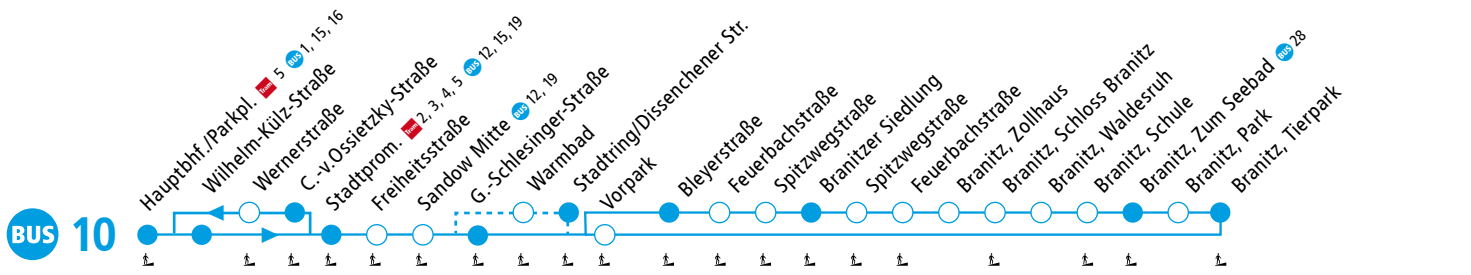 Hauptbhf./Parkpl. Tram 5 BUS 1, 15, 16
Wilhelm-Külz-Straße
Wernerstraße
C.-v.Ossietzky-Straße
Stadtprom. Tram 2, 3, 4, 5 BUS 12, 15, 19
Freiheitsstraße
Sandow Mitte BUS 12, 19
G.-Schlesinger-Straße
Warmbad
Stadtring/Dissenchener Str.
Vorpark
Bleyerstraße
Feuerbachstraße
Spitzwegstraße
Branitzer Siedlung
Spitzwegstraße
Feuerbachstraße
Branitz, Zollhaus
Branitz, Schloss Branitz
Branitz, Waldesruh
Branitz, Schule
Branitz, Zum Seebad BUS 28
Branitz, Park
Branitz, Tierpark
BUS 10